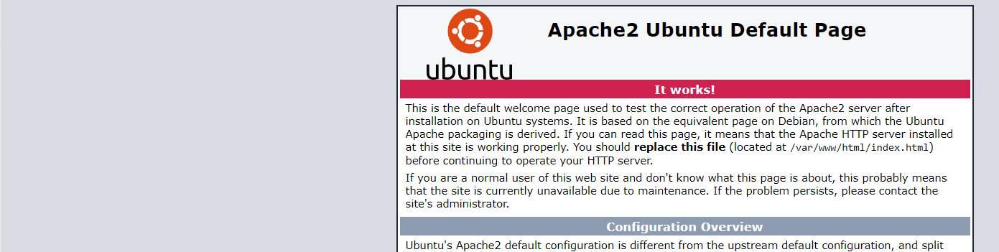 Apache2 Ubuntu Default Page
ubuntu
It works!
This is the default welcome page used to test the correct operation of the Apache2 server after
installation on Ubuntu systems. It is based on the equivalent page on Debian, from which the Ubuntu
Apache packaging is derived. If you can read this page, it means that the Apache HTTP server installed
at this site is working properly. You should replace this file (located at /var/www/html/index.html)
before continuing to operate your HTTP server.
If you are a normal user of this web site and don't know what this page is about, this probably means
that the site is currently unavailable due to maintenance. If the problem persists, please contact the
site's administrator.
Configuration Overview
Ubuntu's Apache2 default configuration is different from the upstream default configuration, and split